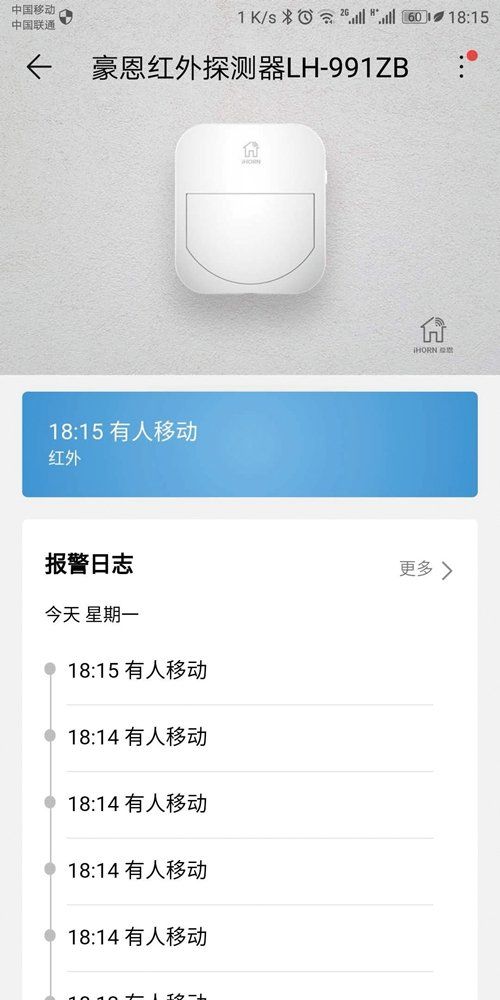 中国移动
中国联通
1 K/s 2G H+ 60 18:15
豪恩红外探测器LH-991ZB
iHORN
iHORN 豪恩
18:15 有人移动
红外
报警日志
更多
今天 星期一
18:15 有人移动
18:14 有人移动
18:14 有人移动
18:14 有人移动
18:14 有人移动